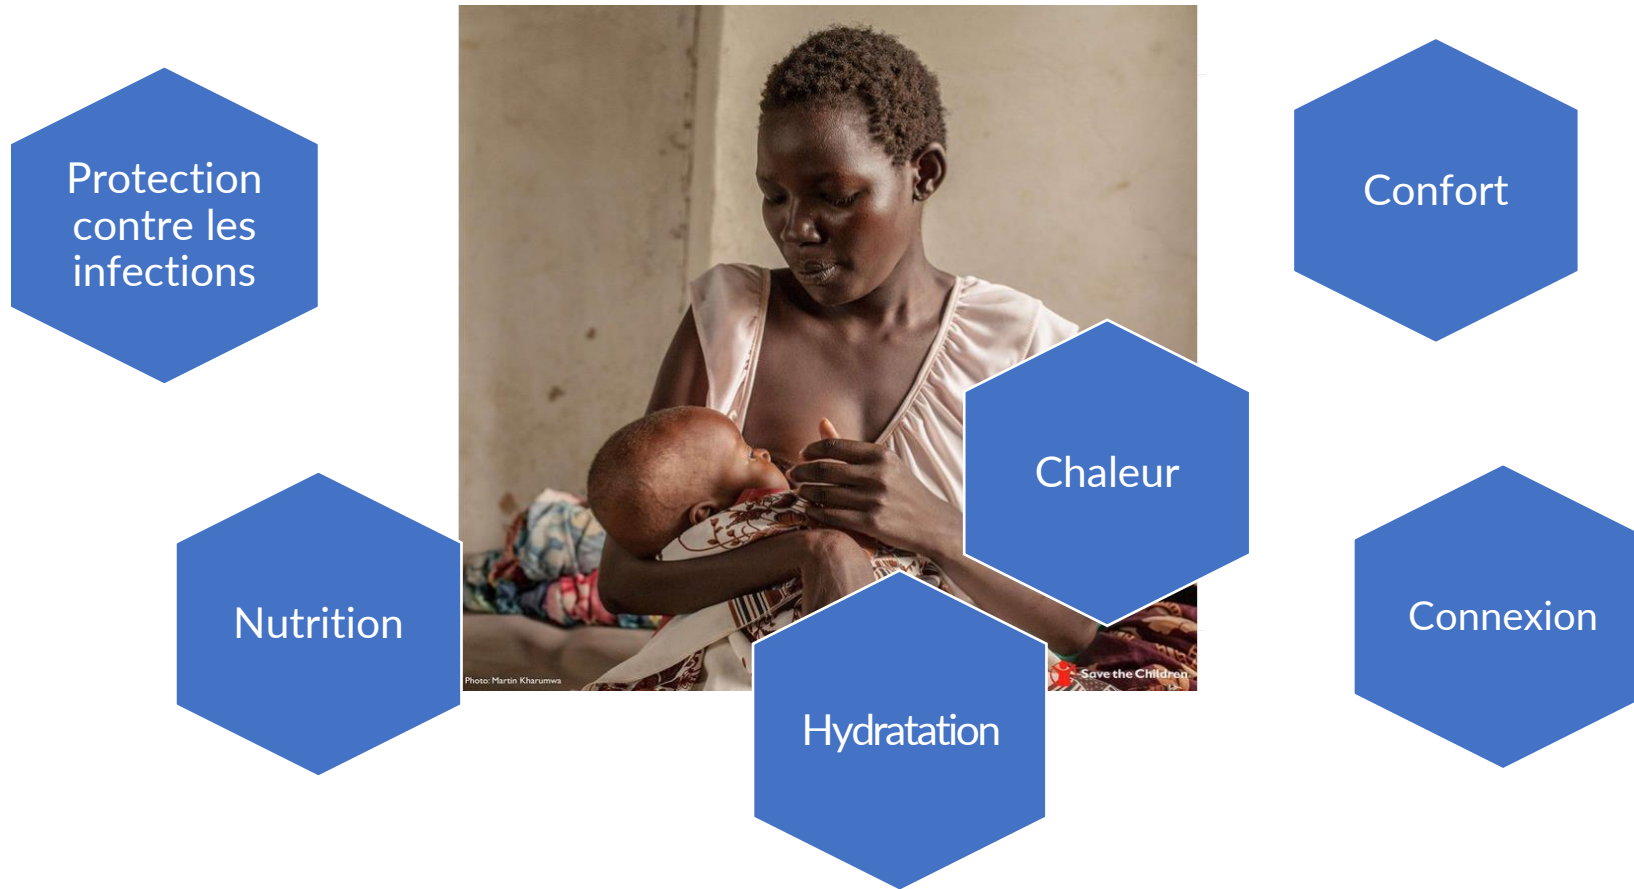 Protection
contre les
infections
Confort
Chaleur
Nutrition
Connexion
Hydratation
Photo: Martin Kharumwa
Save the Children